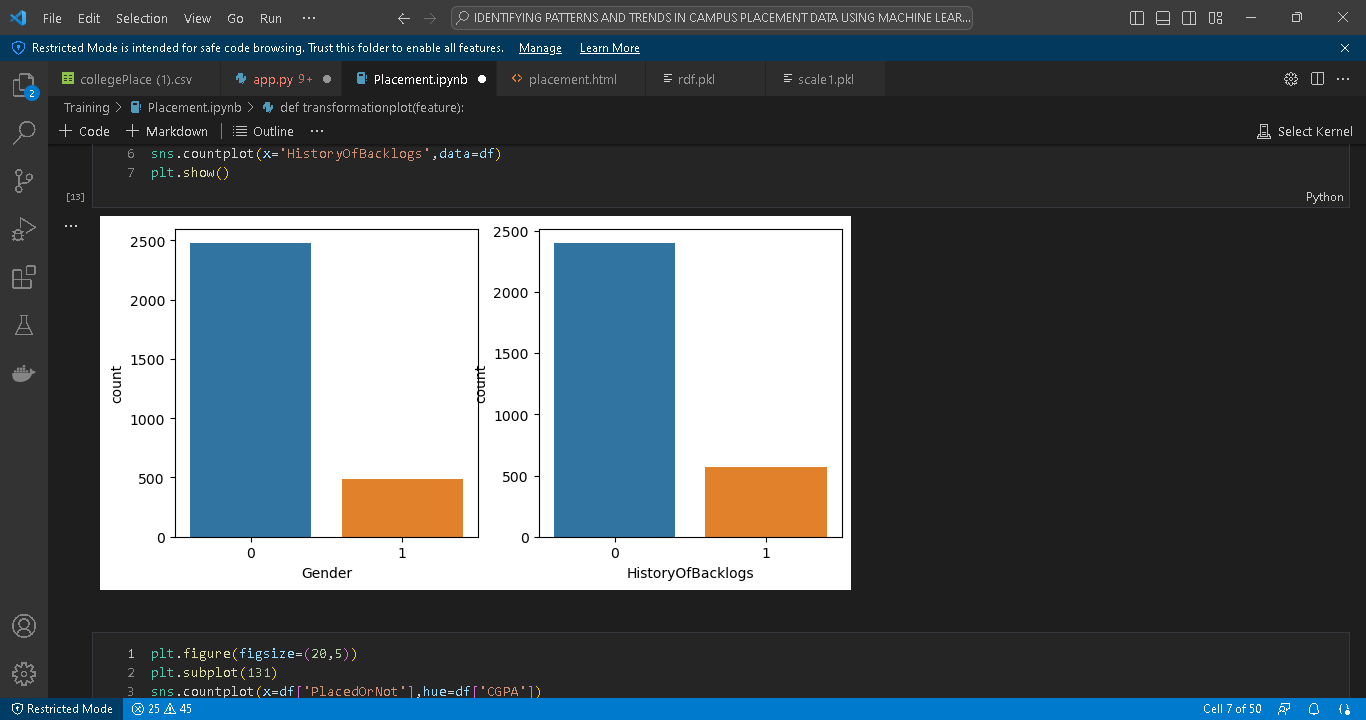 File Edit Selection View Go Run ··· IDENTIFYING PATTERNS AND TRENDS IN CAMPUS PLACEMENT DATA USING MACHINE LEAR...
Restricted Mode is intended for safe code browsing. Trust this folder to enable all features. Manage Learn More
collegePlace (1).csv app.py 9+ Placement.ipynb placement.html rdf.pkl scale1.pkl
2
Training > Placement.ipynb > def transformationplot(feature):
+ Code + Markdown Outline ··· Select Kernel
6 sns.countplot(x='HistoryOfBacklogs',data=df)
7 plt.show()
[13] Python
2500
2000
1500
1000
500
0
count
0 1
Gender
2500
2000
1500
1000
500
0
count
0 1
HistoryOfBacklogs
1 plt.figure(figsize=(20,5))
2 plt.subplot(131)
3 sns.countplot(x=df['PlacedOrNot'],hue=df['CGPA'])
Restricted Mode 25 45 Cell 7 of 50